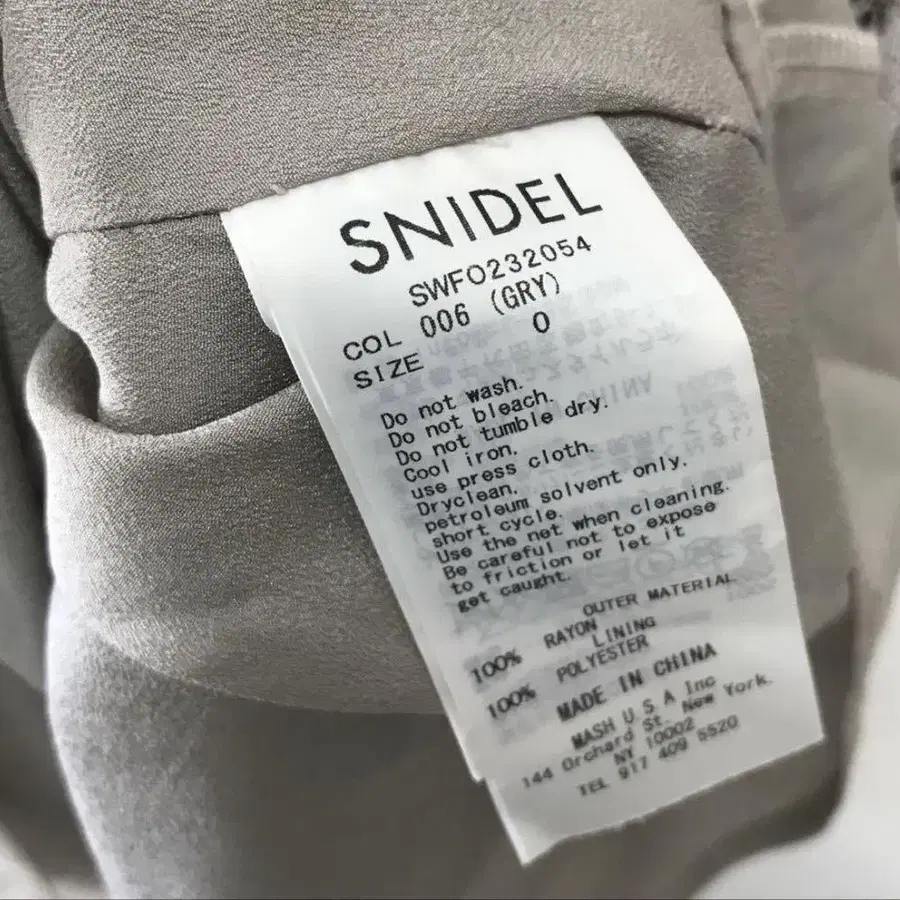 SNIDEL
SWFO232054
COL 006 (GRY)
SIZE 0
Do not wash.
Do not bleach.
Do not tumble dry.
Cool iron.
use press cloth.
Dryclean.
petroleum solvent only.
short cycle.
Use the net when cleaning.
Be careful not to expose
to friction or let it
get caught.
OUTER MATERIAL
100% RAYON
LINING
100% POLYESTER
MADE IN CHINA
MASH U S A Inc
144 Orchard St. New York.
NY 10002
TEL 917 409 5520